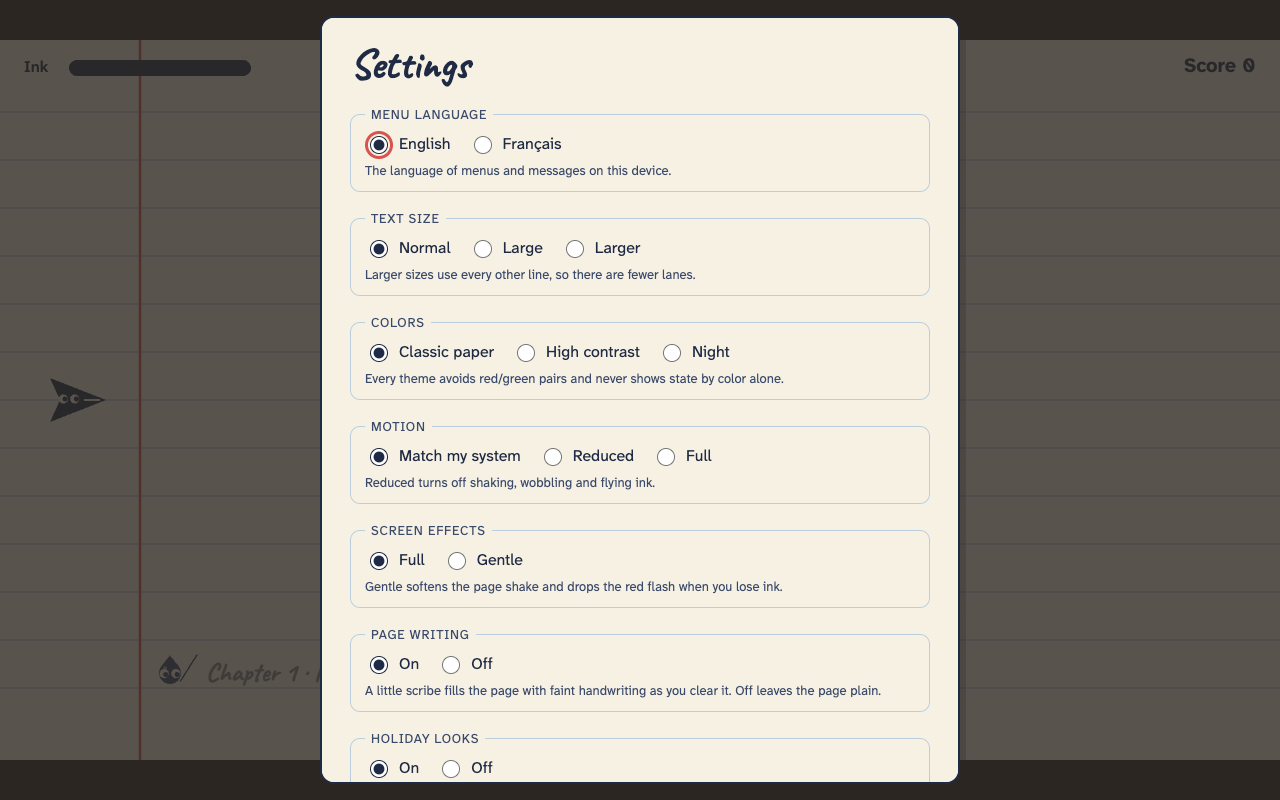 Ink
Score 0
Settings
MENU LANGUAGE
English Français
The language of menus and messages on this device.
TEXT SIZE
Normal Large Larger
Larger sizes use every other line, so there are fewer lanes.
COLORS
Classic paper High contrast Night
Every theme avoids red/green pairs and never shows state by color alone.
MOTION
Match my system Reduced Full
Reduced turns off shaking, wobbling and flying ink.
SCREEN EFFECTS
Full Gentle
Gentle softens the page shake and drops the red flash when you lose ink.
PAGE WRITING
On Off
A little scribe fills the page with faint handwriting as you clear it. Off leaves the page plain.
Chapter 1 ·
HOLIDAY LOOKS
On Off